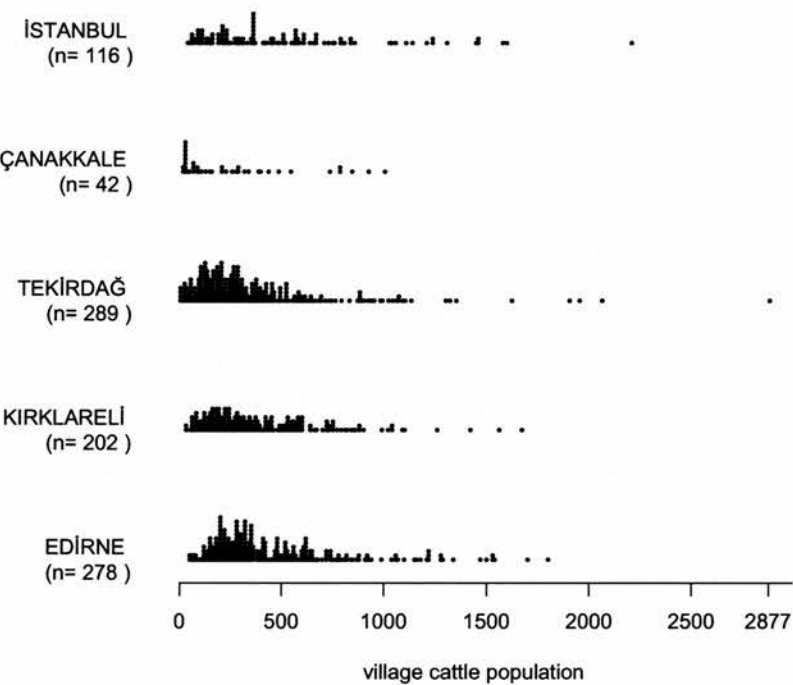 İSTANBUL
(n= 116 )
ÇANAKKALE
(n= 42 )
TEKİRDAĞ
(n= 289 )
KIRKLARELİ
(n= 202 )
EDİRNE
(n= 278 )
0 500 1000 1500 2000 2500 2877
village cattle population